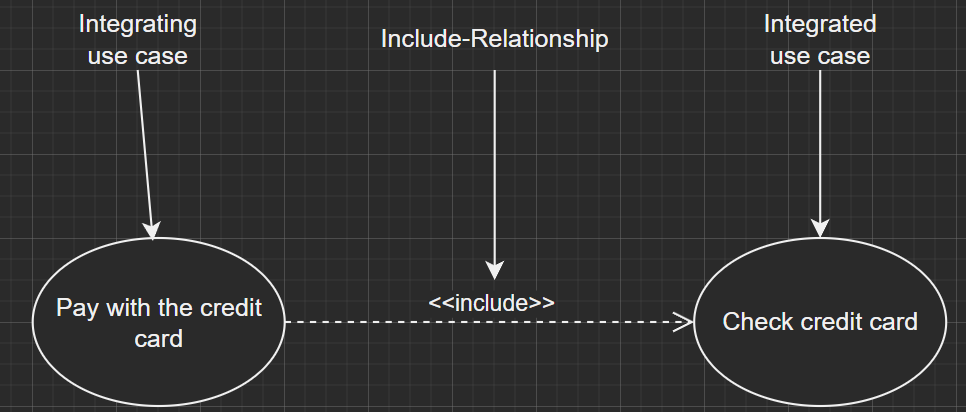 Integrating
use case
Include-Relationship
Integrated
use case
Pay with the credit
card
<<include>>
Check credit card